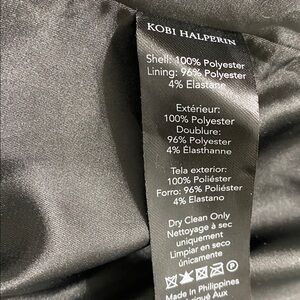 KOBI HALPERIN
Shell: 100% Polyester
Lining: 96% Polyester
4% Elastane
Extérieur:
100% Polyester
Doublure:
96% Polyester
4% Élasthanne
Tela exterior:
100% Poliéster
Forro: 96% Poliéster
4% Elastano
Dry Clean Only
Nettoyage à sec
uniquement
Limpiar en seco
únicamente
Made In Philippines
Aux